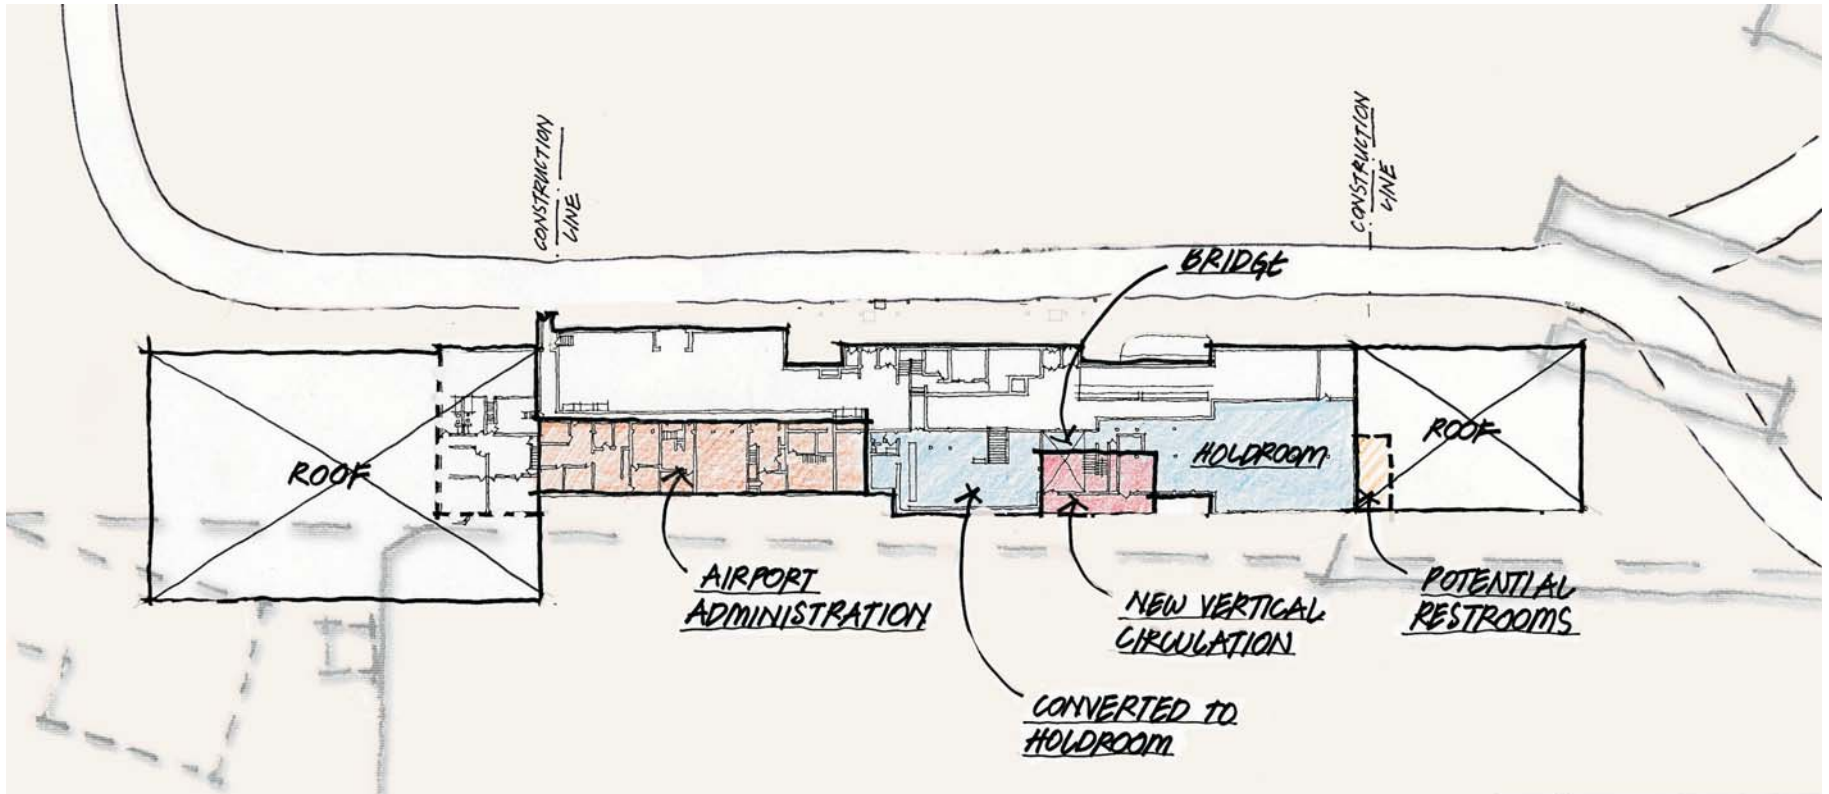 CONSTRUCTION
LINE
CONSTRUCTION
LINE
BRIDGE
ROOF
HOLDROOM
ROOF
AIRPORT
ADMINISTRATION
NEW VERTICAL
CIRCULATION
POTENTIAL
RESTROOMS
CONVERTED TO
HOLDROOM